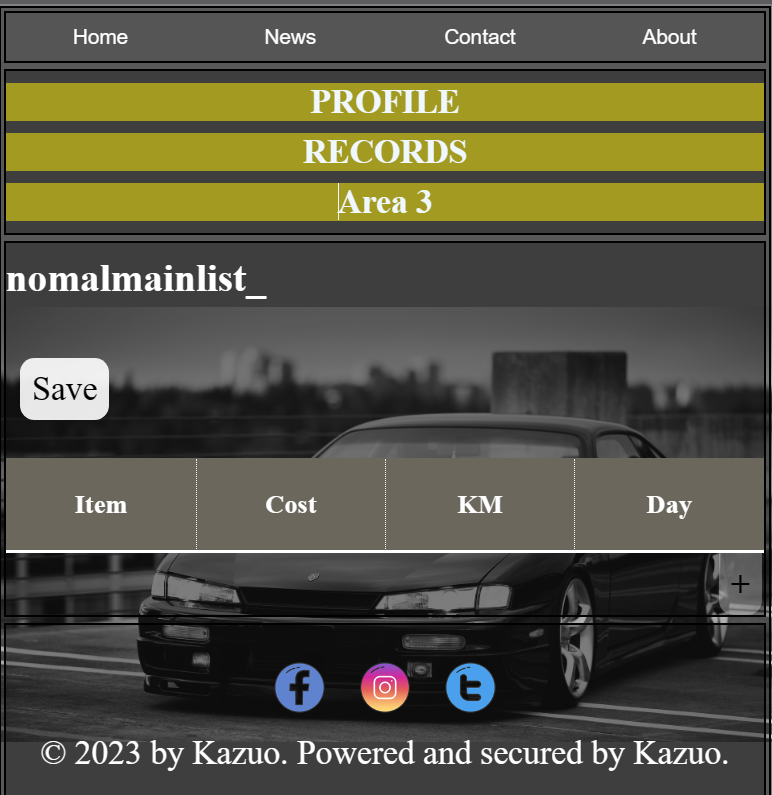 Home News Contact About
PROFILE
RECORDS
Area 3
nomalmainlist_
Save
Item Cost KM Day
+
© 2023 by Kazuo. Powered and secured by Kazuo.